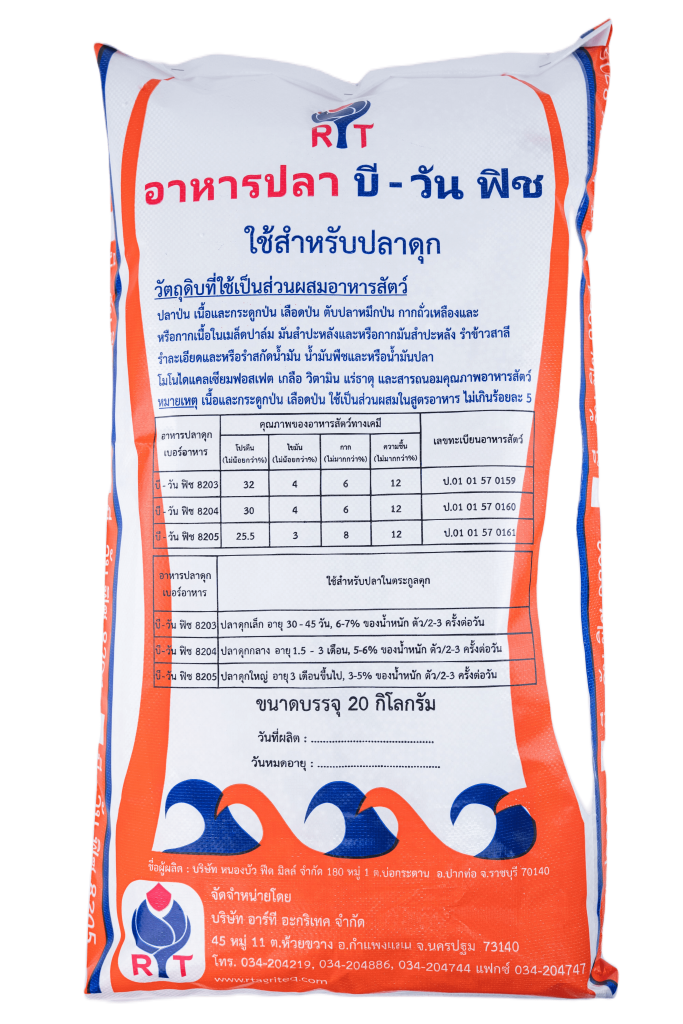 RT
อาหารปลา บี - วัน ฟิช
ใช้สำหรับปลาดุก
วัตถุดิบที่ใช้เป็นส่วนผสมอาหารสัตว์
ปลาป่น เนื้อและกระดูกป่น เลือดป่น ตับปลาหมึกป่น กากถั่วเหลืองและ
หรือกากเนื้อในเมล็ดปาล์ม มันสำปะหลังและหรือกากมันสำปะหลัง รำข้าวสาลี
รำละเอียดและหรือรำสกัดน้ำมัน น้ำมันพืชและหรือน้ำมันปลา
โมโนไดแคลเซียมฟอสเฟต เกลือ วิตามิน แร่ธาตุ และสารถนอมคุณภาพอาหารสัตว์
หมายเหตุ เนื้อและกระดูกป่น เลือดป่น ใช้เป็นส่วนผสมในสูตรอาหาร ไม่เกินร้อยละ 5
อาหารปลาดุก เบอร์อาหาร คุณภาพของอาหารสัตว์ทางเคมี เลขทะเบียนอาหารสัตว์
โปรตีน (ไม่น้อยกว่า%) ไขมัน (ไม่น้อยกว่า%) กาก (ไม่มากกว่า%) ความชื้น (ไม่มากกว่า%)
บี - วัน ฟิช 8203 32 4 6 12 ป.01 01 57 0159
บี - วัน ฟิช 8204 30 4 6 12 ป.01 01 57 0160
บี - วัน ฟิช 8205 25.5 3 8 12 ป.01 01 57 0161
อาหารปลาดุก เบอร์อาหาร ใช้สำหรับปลาในตระกูลดุก
บี - วัน ฟิช 8203 ปลาดุกเล็ก อายุ 30 - 45 วัน, 6-7% ของน้ำหนัก ตัว/2-3 ครั้งต่อวัน
บี - วัน ฟิช 8204 ปลาดุกกลาง อายุ 1.5 - 3 เดือน, 5-6% ของน้ำหนัก ตัว/2-3 ครั้งต่อวัน
บี - วัน ฟิช 8205 ปลาดุกใหญ่ อายุ 3 เดือนขึ้นไป, 3-5% ของน้ำหนัก ตัว/2-3 ครั้งต่อวัน
ขนาดบรรจุ 20 กิโลกรัม
วันที่ผลิต : ........................................
วันหมดอายุ : ........................................
ชื่อผู้ผลิต : บริษัท หนองบัว ฟีด มิลล์ จำกัด 180 หมู่ 1 ต.บ่อกระดาน อ.ปากท่อ จ.ราชบุรี 70140
จัดจำหน่ายโดย
บริษัท อาร์ที อะกริเทค จำกัด
45 หมู่ 11 ต.ห้วยขวาง อ.กำแพงแสน จ.นครปฐม 73140
โทร. 034-204219, 034-204886, 034-204744 แฟกซ์ 034-204747
www.rtagriteq.com
RT